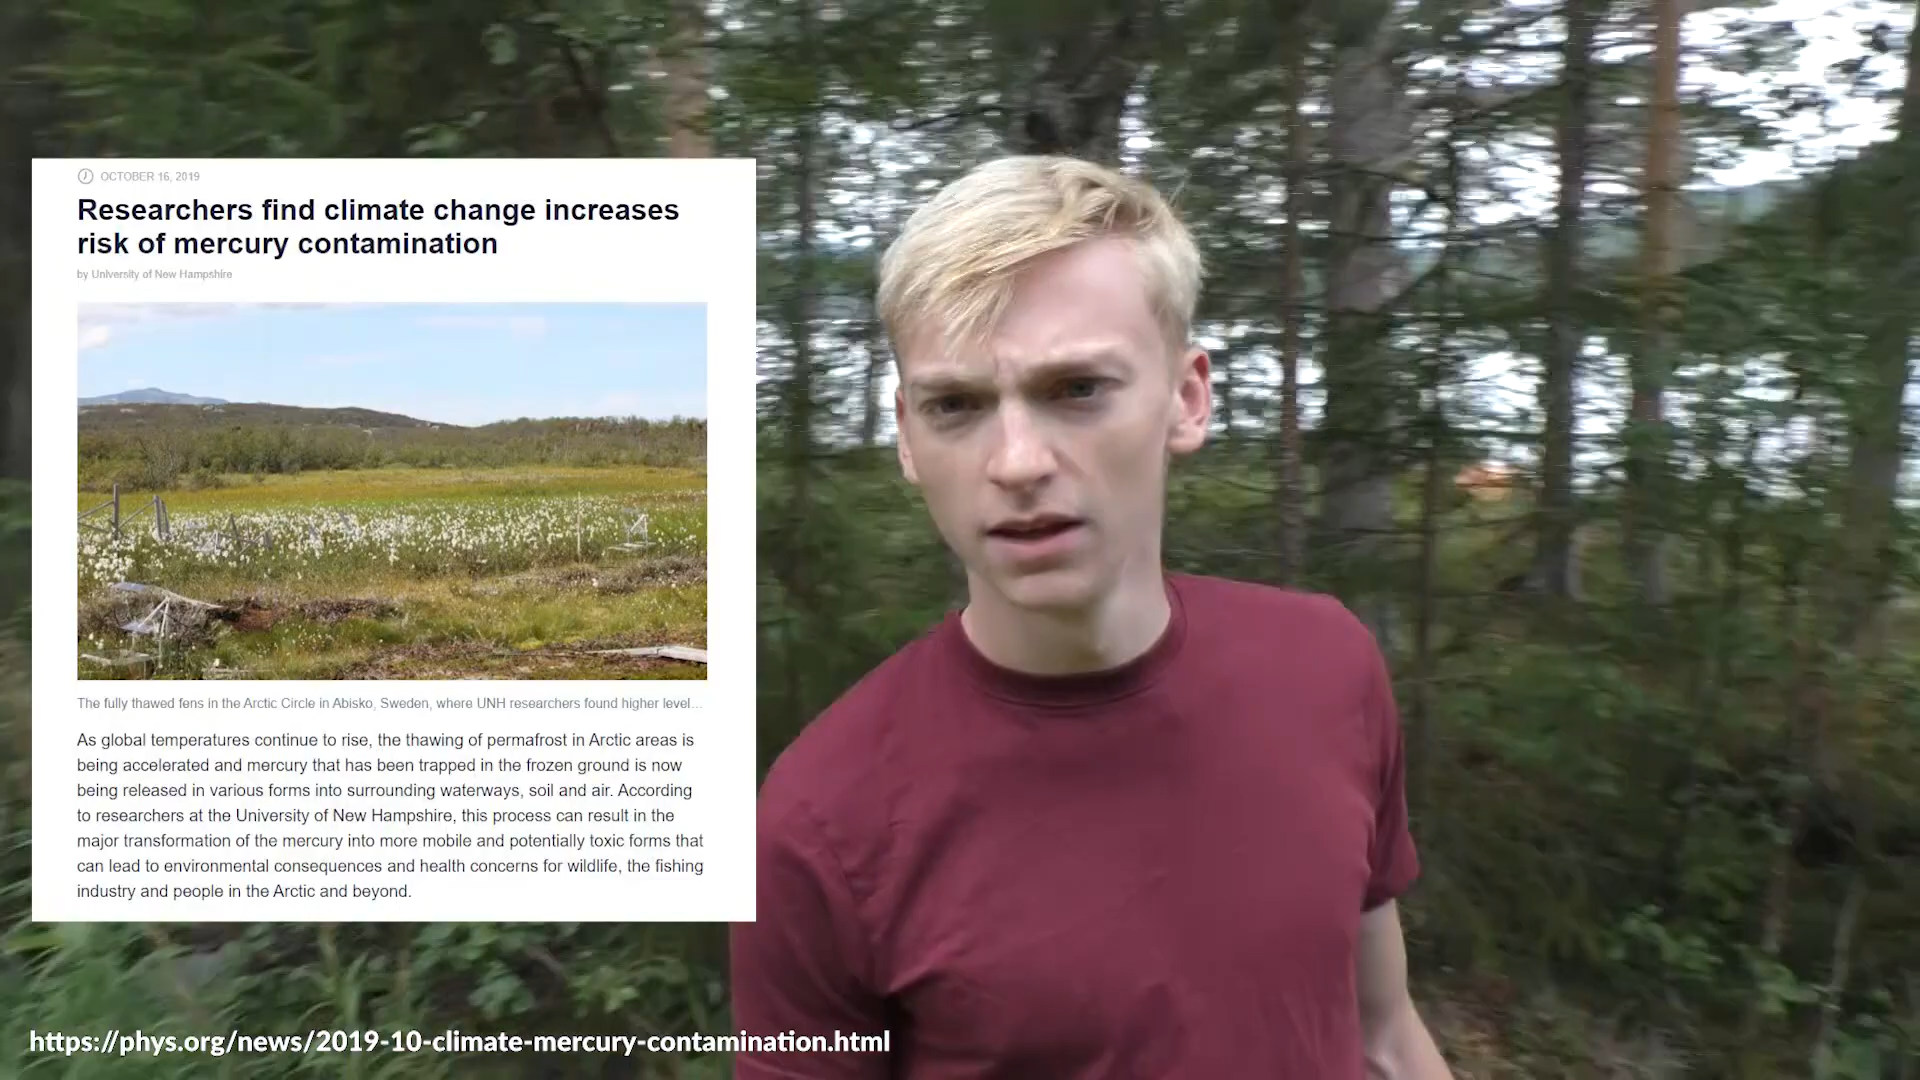 OCTOBER 16, 2019
Researchers find climate change increases
risk of mercury contamination
by University of New Hampshire
The fully thawed fens in the Arctic Circle in Abisko, Sweden, where UNH researchers found higher level...
As global temperatures continue to rise, the thawing of permafrost in Arctic areas is
being accelerated and mercury that has been trapped in the frozen ground is now
being released in various forms into surrounding waterways, soil and air. According
to researchers at the University of New Hampshire, this process can result in the
major transformation of the mercury into more mobile and potentially toxic forms that
can lead to environmental consequences and health concerns for wildlife, the fishing
industry and people in the Arctic and beyond.
https://phys.org/news/2019-10-climate-mercury-contamination.html